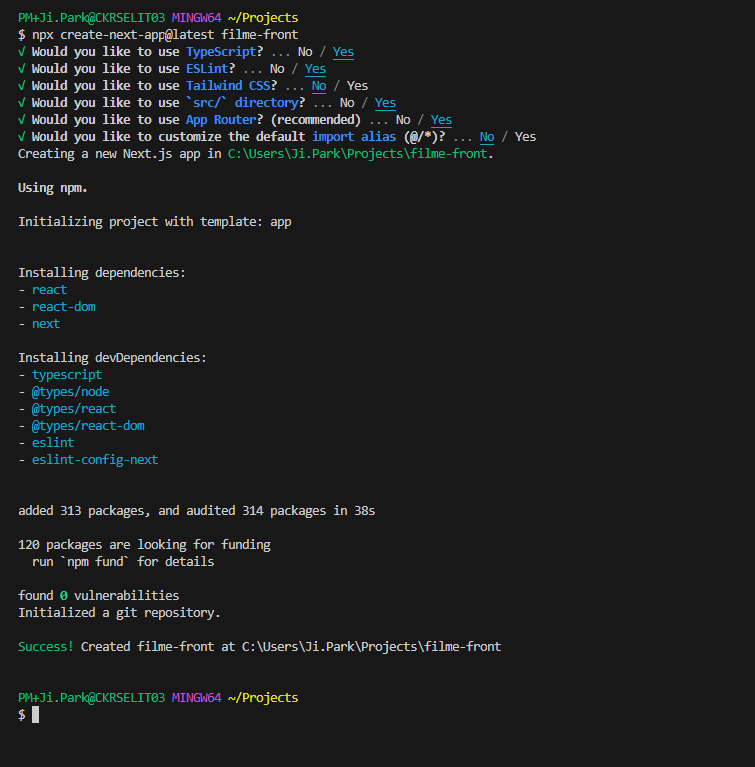 PM+Ji.Park@CKRSELIT03 MINGW64 ~/Projects
$ npx create-next-app@latest filme-front
√ Would you like to use TypeScript? ... No / Yes
√ Would you like to use ESLint? ... No / Yes
√ Would you like to use Tailwind CSS? ... No / Yes
√ Would you like to use `src/` directory? ... No / Yes
√ Would you like to use App Router? (recommended) ... No / Yes
√ Would you like to customize the default import alias (@/*)? ... No / Yes
Creating a new Next.js app in C:\Users\Ji.Park\Projects\filme-front.
Using npm.
Initializing project with template: app
Installing dependencies:
- react
- react-dom
- next
Installing devDependencies:
- typescript
- @types/node
- @types/react
- @types/react-dom
- eslint
- eslint-config-next
added 313 packages, and audited 314 packages in 38s
120 packages are looking for funding
  run `npm fund` for details
found 0 vulnerabilities
Initialized a git repository.
Success! Created filme-front at C:\Users\Ji.Park\Projects\filme-front
PM+Ji.Park@CKRSELIT03 MINGW64 ~/Projects
$